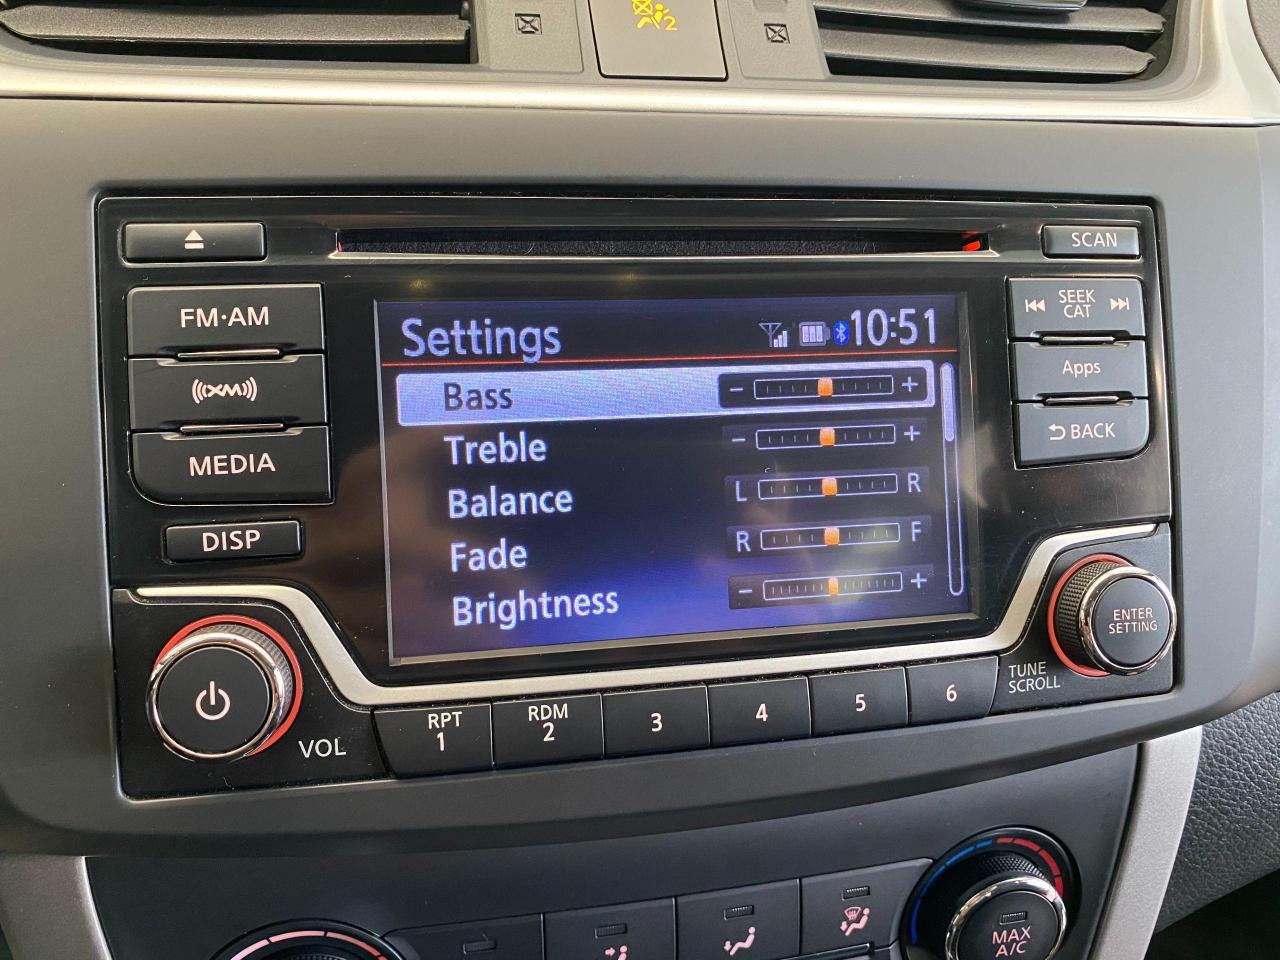 2
SCAN
FM·AM
SEEK
CAT
XM
Apps
MEDIA
BACK
DISP
Settings 10:51
Bass - +
Treble - +
Balance L R
Fade R F
Brightness - +
ENTER
SETTING
TUNE
SCROLL
VOL
RPT
1
RDM
2
3
4
5
6
MAX
A/C